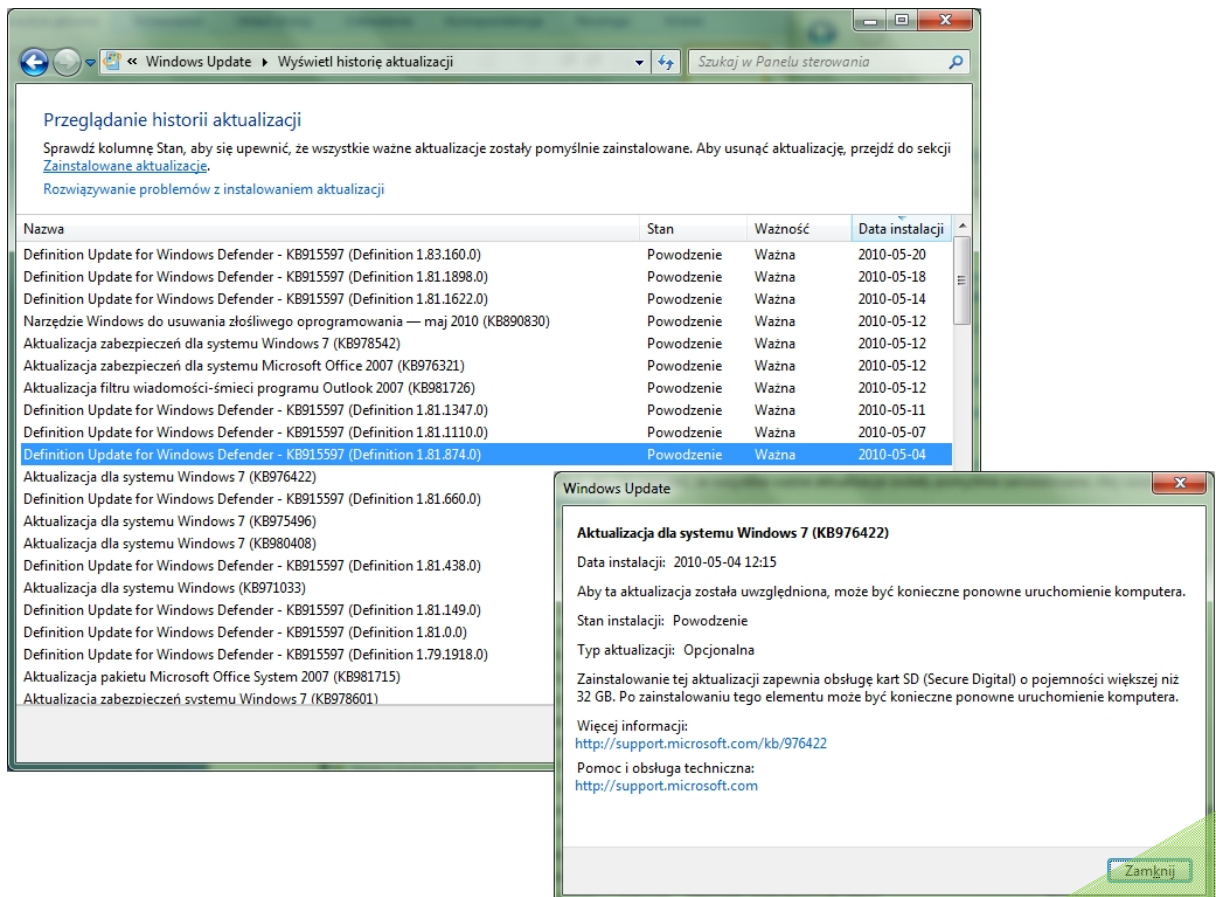 « Windows Update ▸ Wyświetl historię aktualizacji
Szukaj w Panelu sterowania
Przeglądanie historii aktualizacji
Sprawdź kolumnę Stan, aby się upewnić, że wszystkie ważne aktualizacje zostały pomyślnie zainstalowane. Aby usunąć aktualizację, przejdź do sekcji
Zainstalowane aktualizacje.
Rozwiązywanie problemów z instalowaniem aktualizacji
Nazwa Stan Ważność Data instalacji
Definition Update for Windows Defender - KB915597 (Definition 1.83.160.0) Powodzenie Ważna 2010-05-20
Definition Update for Windows Defender - KB915597 (Definition 1.81.1898.0) Powodzenie Ważna 2010-05-18
Definition Update for Windows Defender - KB915597 (Definition 1.81.1622.0) Powodzenie Ważna 2010-05-14
Narzędzie Windows do usuwania złośliwego oprogramowania — maj 2010 (KB890830) Powodzenie Ważna 2010-05-12
Aktualizacja zabezpieczeń dla systemu Windows 7 (KB978542) Powodzenie Ważna 2010-05-12
Aktualizacja zabezpieczeń dla systemu Microsoft Office 2007 (KB976321) Powodzenie Ważna 2010-05-12
Aktualizacja filtru wiadomości-śmieci programu Outlook 2007 (KB981726) Powodzenie Ważna 2010-05-12
Definition Update for Windows Defender - KB915597 (Definition 1.81.1347.0) Powodzenie Ważna 2010-05-11
Definition Update for Windows Defender - KB915597 (Definition 1.81.1110.0) Powodzenie Ważna 2010-05-07
Definition Update for Windows Defender - KB915597 (Definition 1.81.874.0) Powodzenie Ważna 2010-05-04
Aktualizacja dla systemu Windows 7 (KB976422)
Definition Update for Windows Defender - KB915597 (Definition 1.81.660.0)
Aktualizacja dla systemu Windows 7 (KB975496)
Aktualizacja dla systemu Windows 7 (KB980408)
Definition Update for Windows Defender - KB915597 (Definition 1.81.438.0)
Aktualizacja dla systemu Windows (KB971033)
Definition Update for Windows Defender - KB915597 (Definition 1.81.149.0)
Definition Update for Windows Defender - KB915597 (Definition 1.81.0.0)
Definition Update for Windows Defender - KB915597 (Definition 1.79.1918.0)
Aktualizacja pakietu Microsoft Office System 2007 (KB981715)
Aktualizacja zabezpieczeń systemu Windows 7 (KB978601)
Windows Update
Aktualizacja dla systemu Windows 7 (KB976422)
Data instalacji: 2010-05-04 12:15
Aby ta aktualizacja została uwzględniona, może być konieczne ponowne uruchomienie komputera.
Stan instalacji: Powodzenie
Typ aktualizacji: Opcjonalna
Zainstalowanie tej aktualizacji zapewnia obsługę kart SD (Secure Digital) o pojemności większej niż
32 GB. Po zainstalowaniu tego elementu może być konieczne ponowne uruchomienie komputera.
Więcej informacji:
http://support.microsoft.com/kb/976422
Pomoc i obsługa techniczna:
http://support.microsoft.com
Zamknij